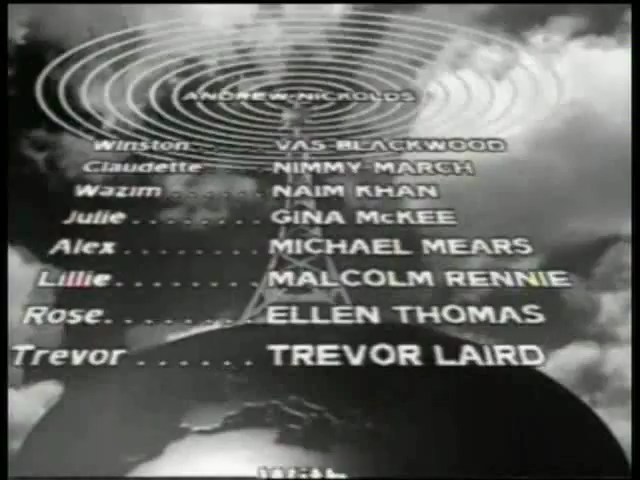 ANDREW NICKOLDS
Winston . . . . . VAS BLACKWOOD
Claudette . . . . . NIMMY MARCH
Wazim . . . . . . . NAIM KHAN
Julie . . . . . . . . GINA McKEE
Alex . . . . . . . . MICHAEL MEARS
Lillie . . . . . . . . MALCOLM RENNIE
Rose . . . . . . . . ELLEN THOMAS
Trevor . . . . . . TREVOR LAIRD